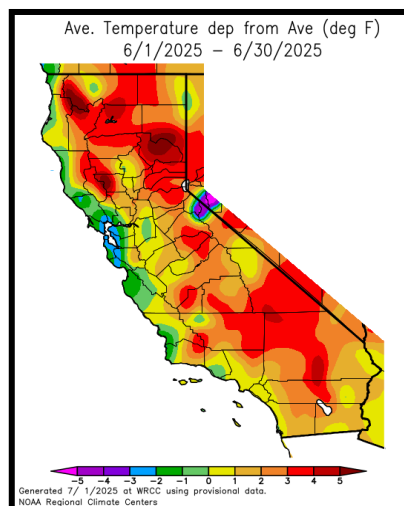 Ave. Temperature dep from Ave (deg F)
6/1/2025 – 6/30/2025
-5 -4 -3 -2 -1 0 1 2 3 4 5
Generated 7/ 1/2025 at WRCC using provisional data.
NOAA Regional Climate Centers